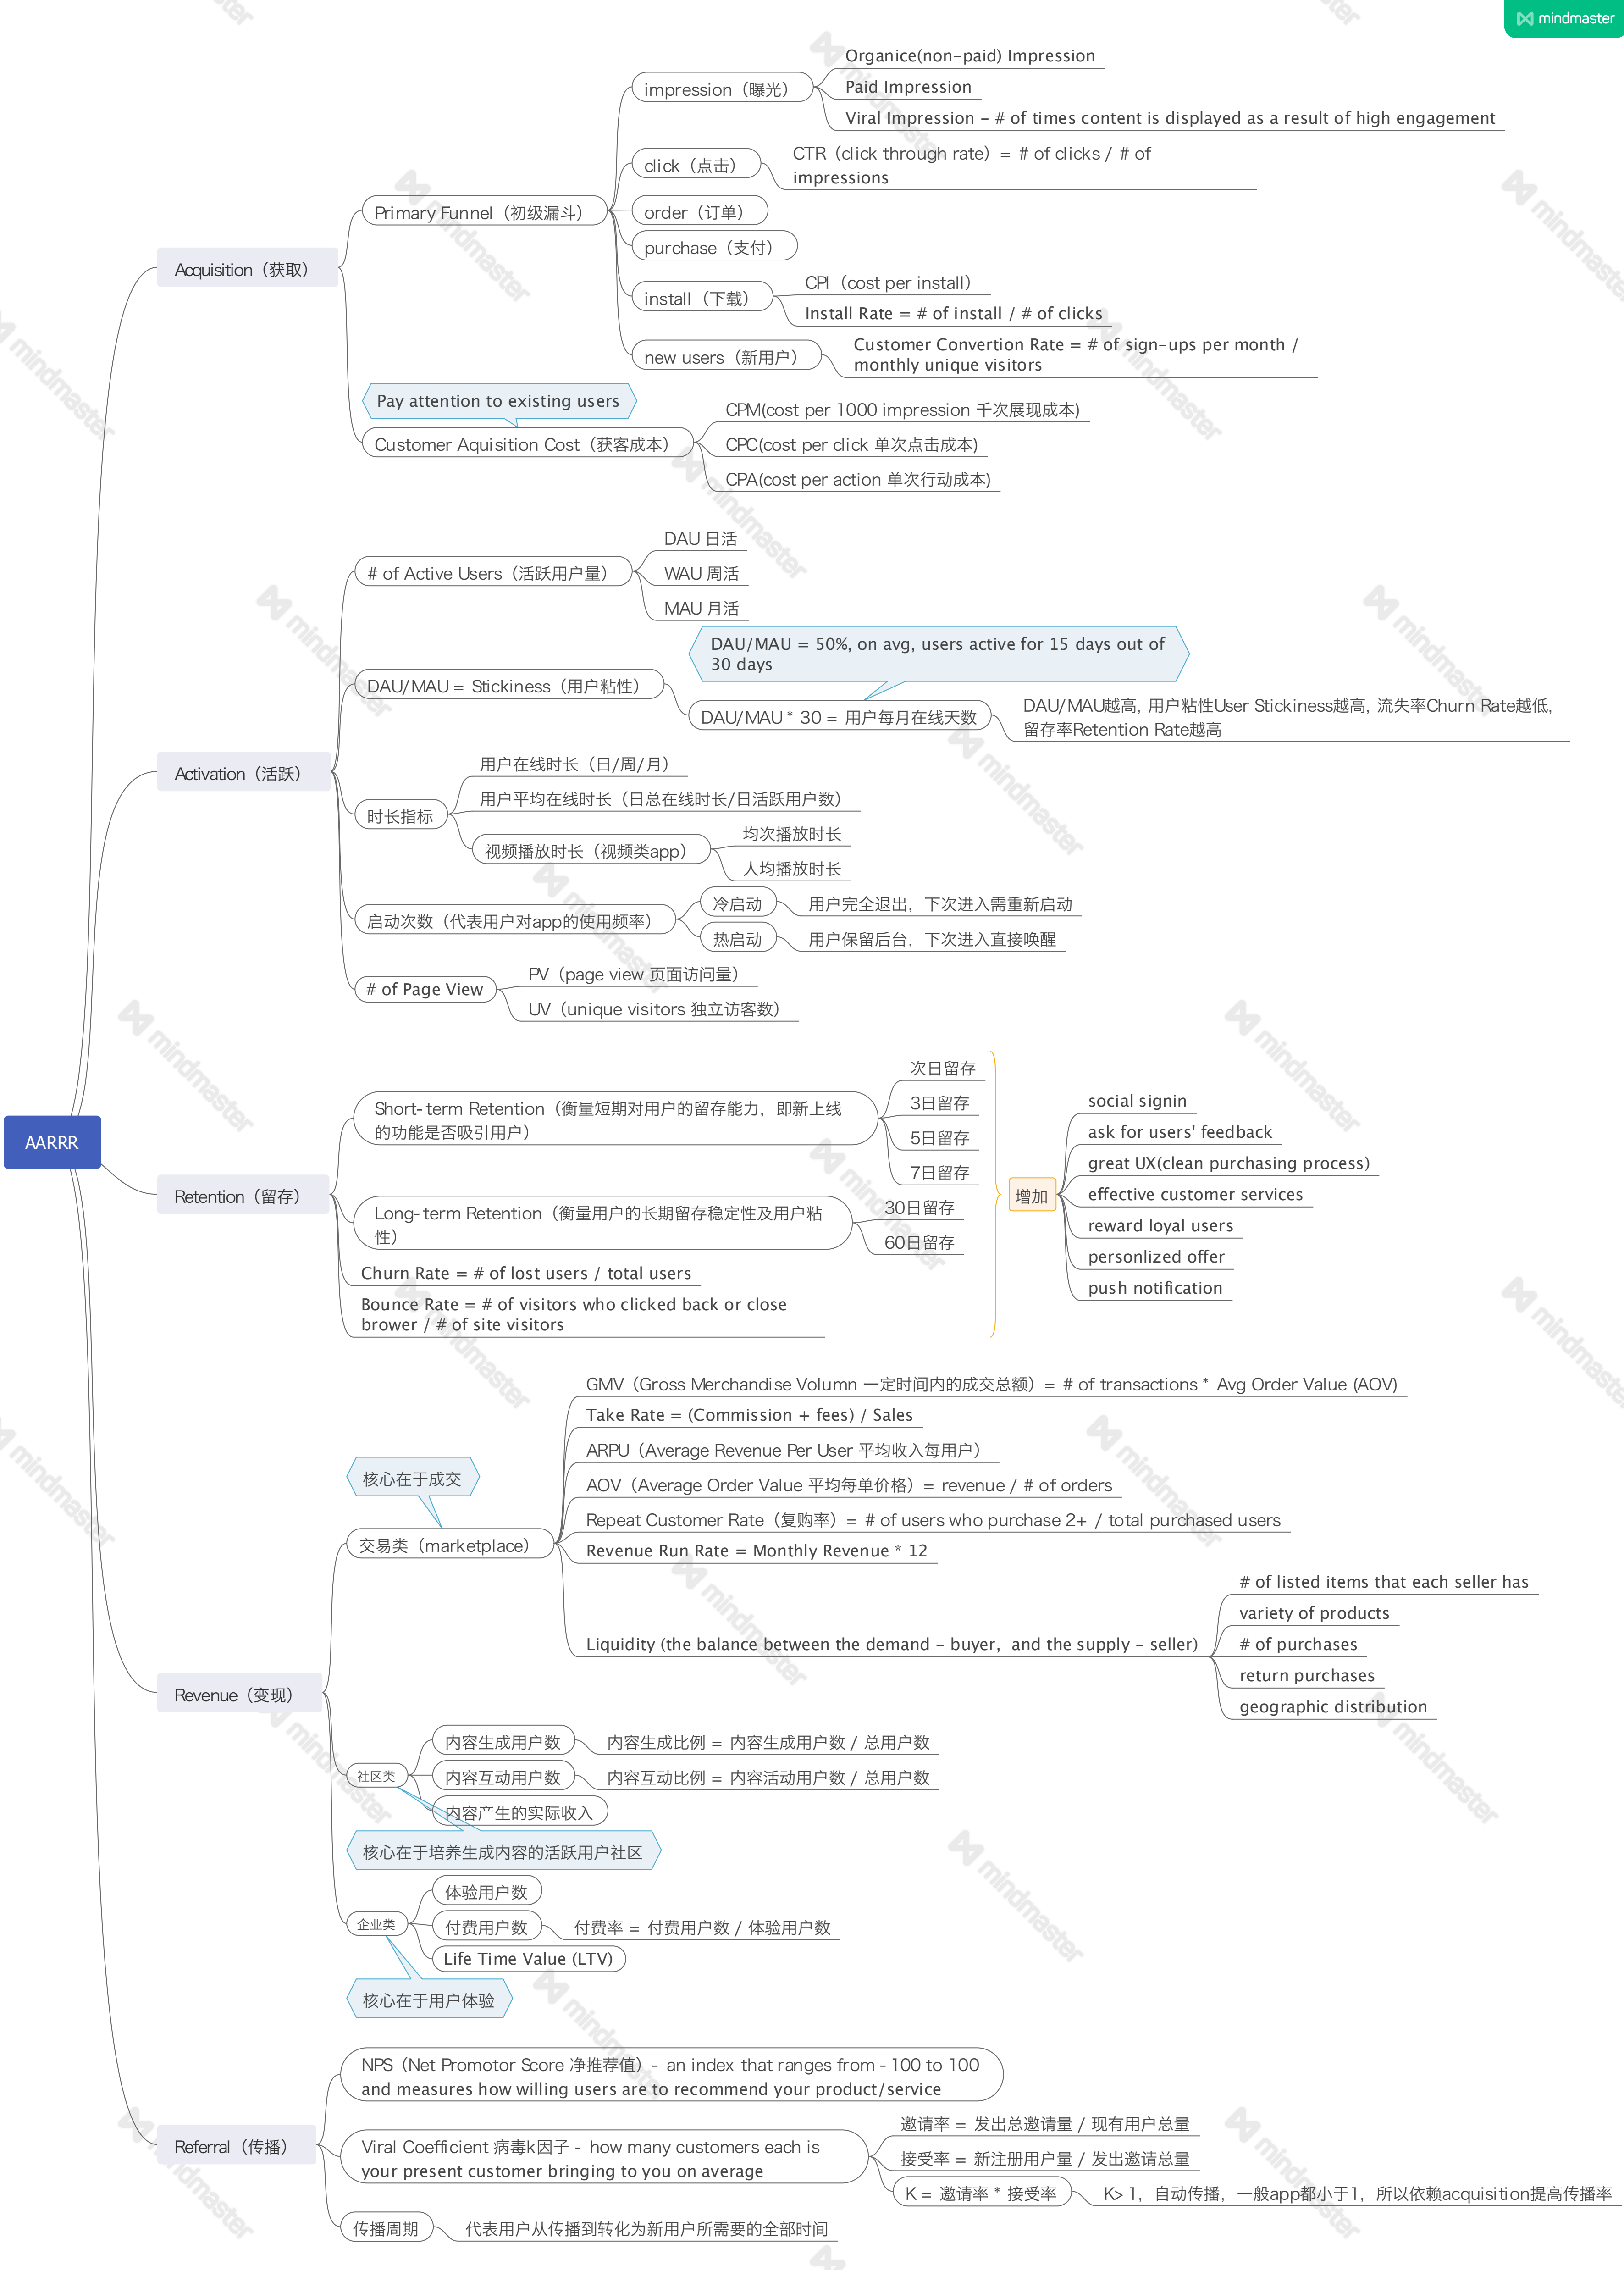 mindmaster
AARRR
Acquisition（获取）
Primary Funnel（初级漏斗）
impression（曝光）
Organice(non-paid) Impression
Paid Impression
Viral Impression – # of times content is displayed as a result of high engagement
click（点击）
CTR（click through rate）= # of clicks / # of
impressions
order（订单）
purchase（支付）
install（下载）
CPI（cost per install）
Install Rate = # of install / # of clicks
new users（新用户）
Customer Convertion Rate = # of sign-ups per month /
monthly unique visitors
Pay attention to existing users
Customer Aquisition Cost（获客成本）
CPM(cost per 1000 impression 千次展现成本)
CPC(cost per click 单次点击成本)
CPA(cost per action 单次行动成本)
Activation（活跃）
# of Active Users（活跃用户量）
DAU 日活
WAU 周活
MAU 月活
DAU/MAU = Stickiness（用户粘性）
DAU/MAU = 50%, on avg, users active for 15 days out of
30 days
DAU/MAU * 30 = 用户每月在线天数
DAU/MAU越高, 用户粘性User Stickiness越高, 流失率Churn Rate越低,
留存率Retention Rate越高
时长指标
用户在线时长（日/周/月）
用户平均在线时长（日总在线时长/日活跃用户数）
视频播放时长（视频类app）
均次播放时长
人均播放时长
启动次数（代表用户对app的使用频率）
冷启动
用户完全退出，下次进入需重新启动
热启动
用户保留后台，下次进入直接唤醒
# of Page View
PV（page view 页面访问量）
UV（unique visitors 独立访客数）
Retention（留存）
Short-term Retention（衡量短期对用户的留存能力，即新上线
的功能是否吸引用户）
次日留存
3日留存
5日留存
7日留存
Long-term Retention（衡量用户的长期留存稳定性及用户粘
性）
30日留存
60日留存
Churn Rate = # of lost users / total users
Bounce Rate = # of visitors who clicked back or close
brower / # of site visitors
增加
social signin
ask for users' feedback
great UX(clean purchasing process)
effective customer services
reward loyal users
personlized offer
push notification
Revenue（变现）
核心在于成交
交易类（marketplace）
GMV（Gross Merchandise Volumn 一定时间内的成交总额）= # of transactions * Avg Order Value (AOV)
Take Rate = (Commission + fees) / Sales
ARPU（Average Revenue Per User 平均收入每用户）
AOV（Average Order Value 平均每单价格）= revenue / # of orders
Repeat Customer Rate（复购率）= # of users who purchase 2+ / total purchased users
Revenue Run Rate = Monthly Revenue * 12
Liquidity (the balance between the demand – buyer,  and the supply – seller)
# of listed items that each seller has
variety of products
# of purchases
return purchases
geographic distribution
社区类
内容生成用户数
内容生成比例 = 内容生成用户数 / 总用户数
内容互动用户数
内容互动比例 = 内容活动用户数 / 总用户数
内容产生的实际收入
核心在于培养生成内容的活跃用户社区
企业类
体验用户数
付费用户数
付费率 = 付费用户数 / 体验用户数
Life Time Value (LTV)
核心在于用户体验
Referral（传播）
NPS（Net Promotor Score 净推荐值）- an index that ranges from -100 to 100
and measures how willing users are to recommend your product/service
Viral Coefficient 病毒k因子 - how many customers each is
your present customer bringing to you on average
邀请率 = 发出总邀请量 / 现有用户总量
接受率 = 新注册用户量 / 发出邀请总量
K = 邀请率 * 接受率
K>1，自动传播，一般app都小于1，所以依赖acquisition提高传播率
传播周期
代表用户从传播到转化为新用户所需要的全部时间